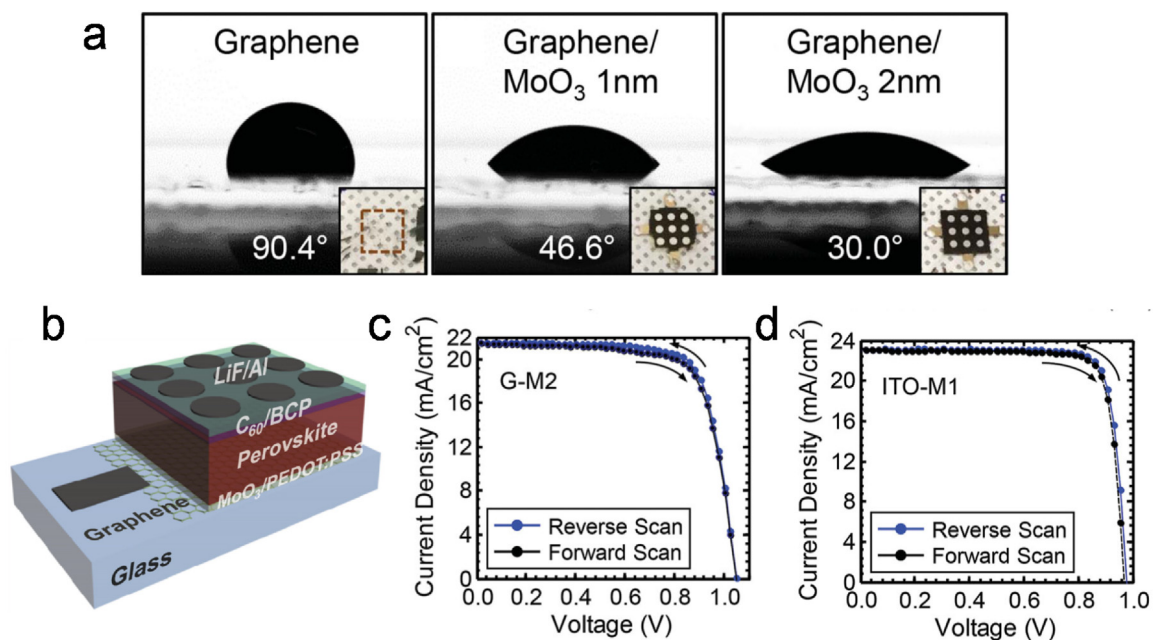 a
Graphene
90.4°
Graphene/
MoO₃ 1nm
46.6°
Graphene/
MoO₃ 2nm
30.0°
b
LiF/Al
C₆₀/BCP
Perovskite
MoO₃/PEDOT:PSS
Graphene
Glass
c
Current Density (mA/cm²)
22
20
16
12
8
4
0
G-M2
Reverse Scan
Forward Scan
0.0 0.2 0.4 0.6 0.8 1.0
Voltage (V)
d
Current Density (mA/cm²)
24
20
16
12
8
4
0
ITO-M1
Reverse Scan
Forward Scan
0.0 0.2 0.4 0.6 0.8 1.0
Voltage (V)